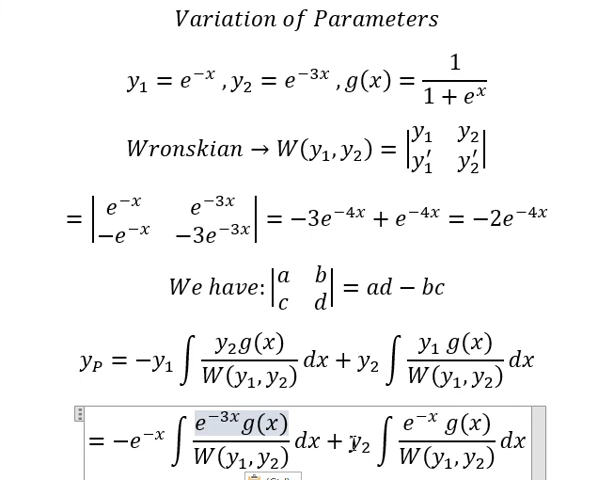 Variation of Parameters
y₁ = e⁻ˣ , y₂ = e⁻³ˣ , g(x) = 1/(1 + eˣ)
Wronskian → W(y₁, y₂) = |y₁ y₂; y₁′ y₂′|
= |e⁻ˣ e⁻³ˣ; −e⁻ˣ −3e⁻³ˣ| = −3e⁻⁴ˣ + e⁻⁴ˣ = −2e⁻⁴ˣ
We have: |a b; c d| = ad − bc
y_P = −y₁ ∫ y₂g(x)/W(y₁, y₂) dx + y₂ ∫ y₁ g(x)/W(y₁, y₂) dx
= −e⁻ˣ ∫ e⁻³ˣg(x)/W(y₁, y₂) dx + y₂ ∫ e⁻ˣ g(x)/W(y₁, y₂) dx